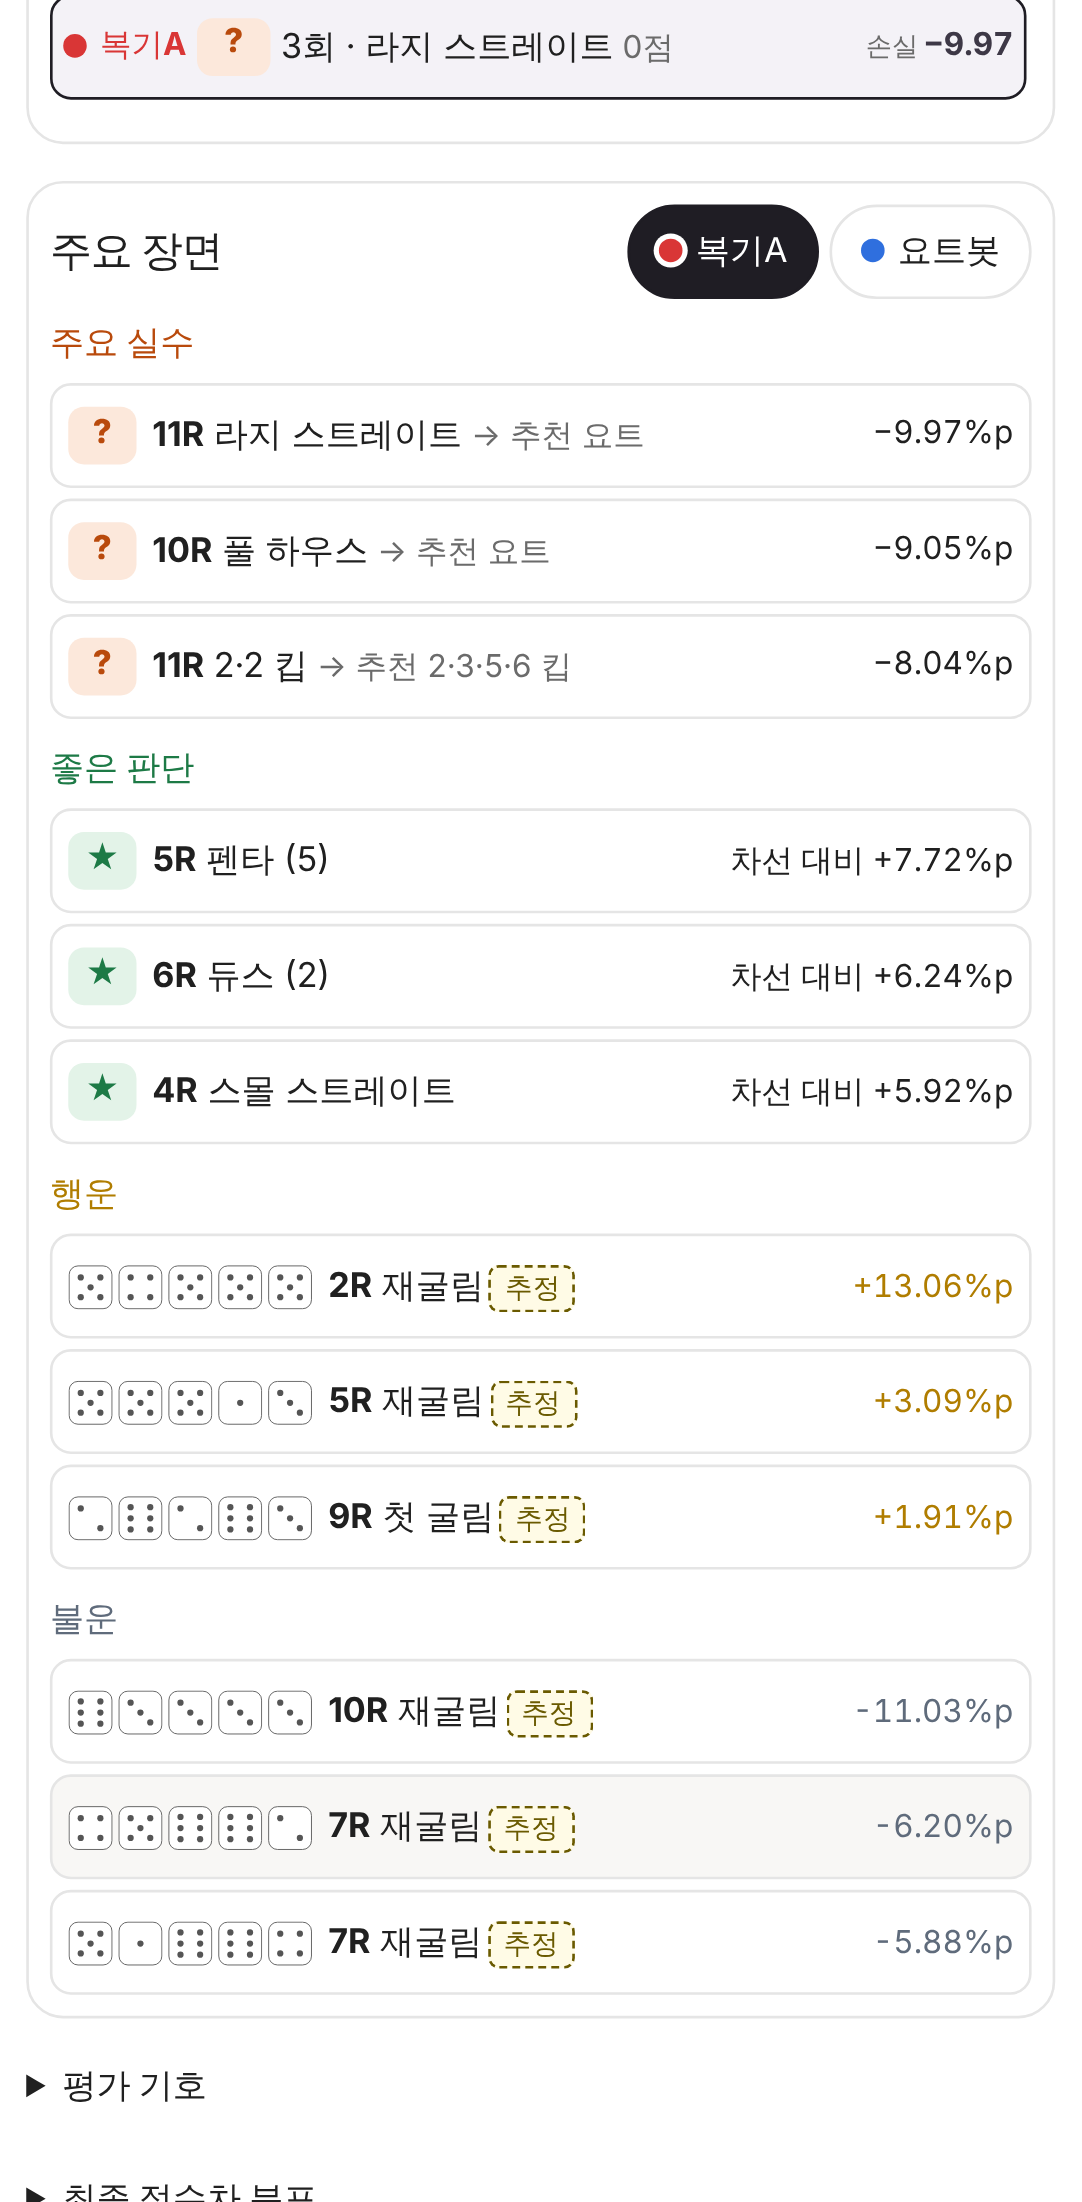 복기A ? 3회 · 라지 스트레이트 0점 손실 −9.97
주요 장면 복기A 요트봇
주요 실수
? 11R 라지 스트레이트 → 추천 요트 −9.97%p
? 10R 풀 하우스 → 추천 요트 −9.05%p
? 11R 2·2 킵 → 추천 2·3·5·6 킵 −8.04%p
좋은 판단
★ 5R 펜타 (5) 차선 대비 +7.72%p
★ 6R 듀스 (2) 차선 대비 +6.24%p
★ 4R 스몰 스트레이트 차선 대비 +5.92%p
행운
2R 재굴림 추정 +13.06%p
5R 재굴림 추정 +3.09%p
9R 첫 굴림 추정 +1.91%p
불운
10R 재굴림 추정 -11.03%p
7R 재굴림 추정 -6.20%p
7R 재굴림 추정 -5.88%p
▶ 평가 기호
▶ 최종 점수차 분포